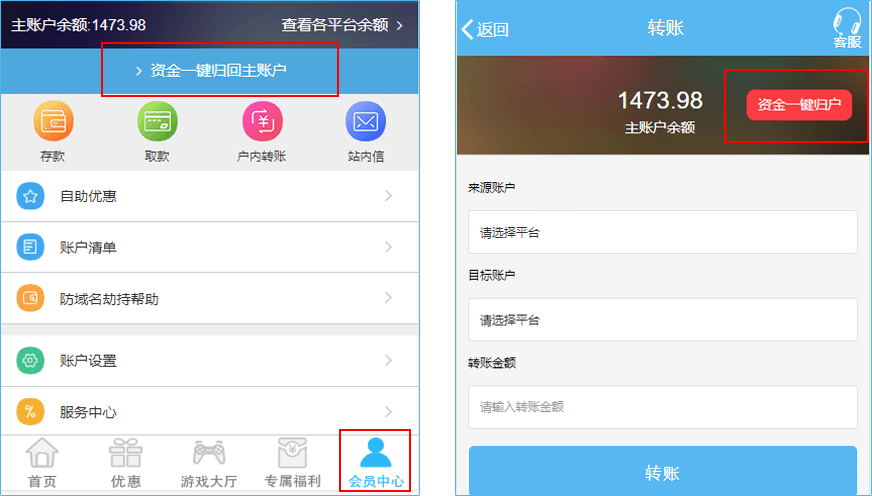 主账户余额:1473.98
查看各平台余额 >
> 资金一键归回主账户
存款
取款
户内转账
站内信
自助优惠
账户清单
防域名劫持帮助
账户设置
服务中心
首页
优惠
游戏大厅
专属福利
会员中心
返回
转账
客服
1473.98
主账户余额
资金一键归户
来源账户
请选择平台
目标账户
请选择平台
转账金额
请输入转账金额
转账